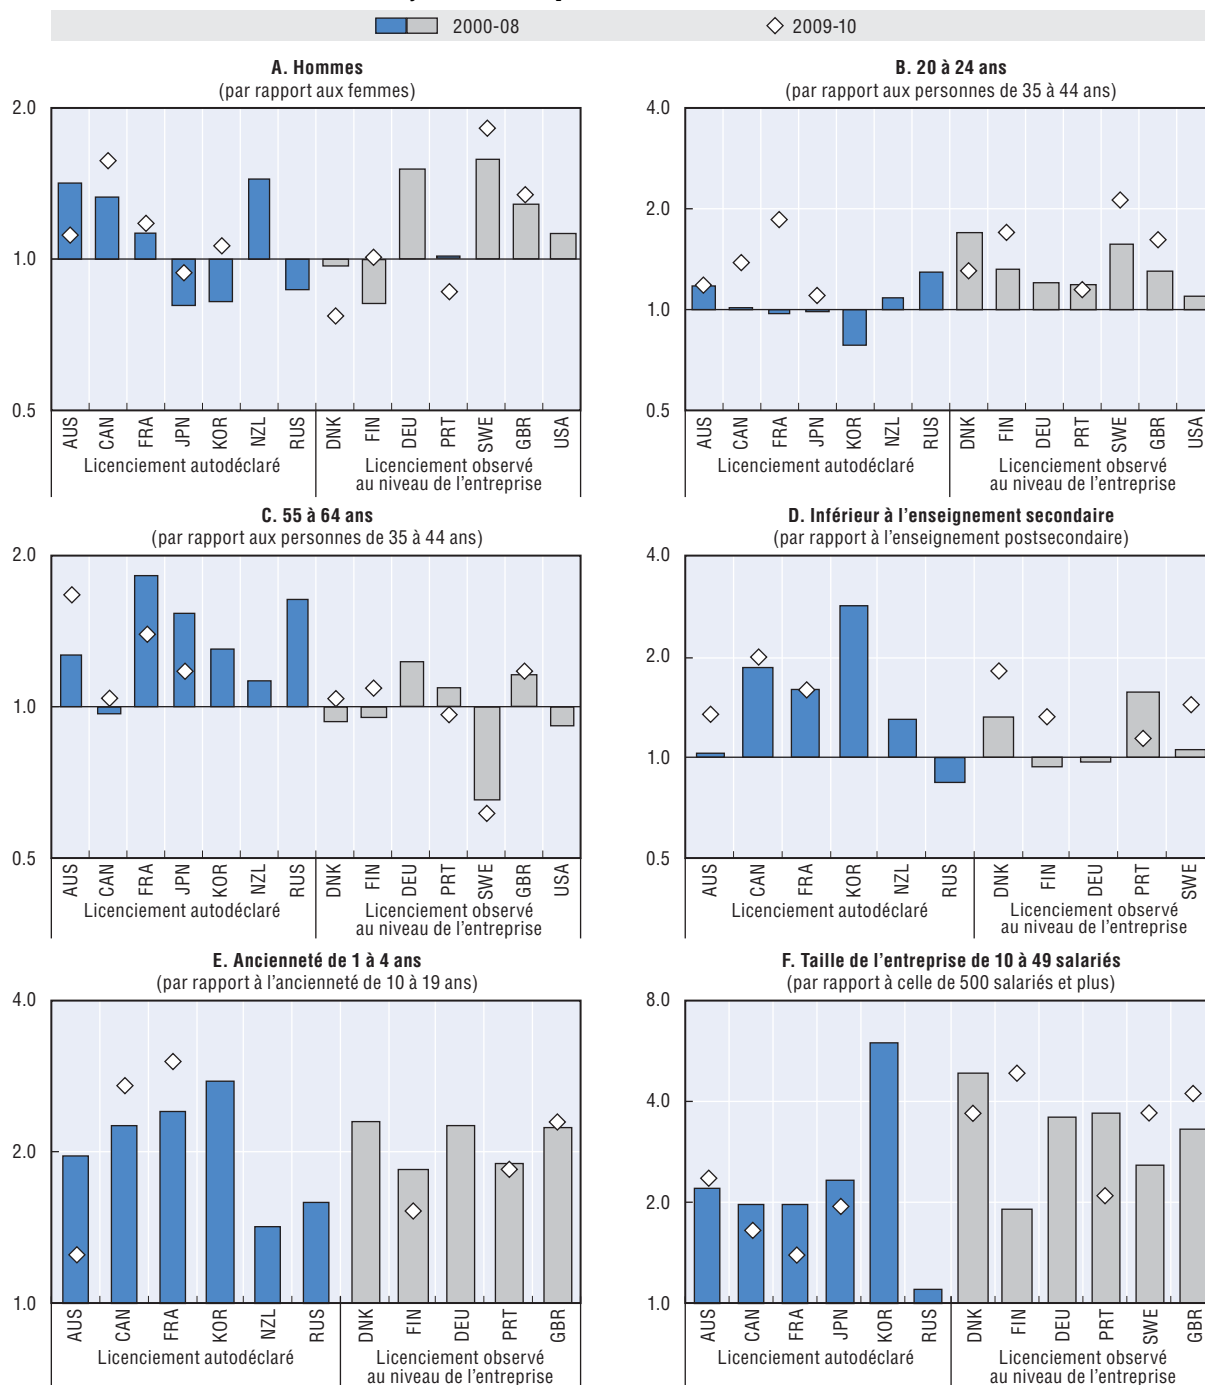 2000-08
2009-10
A. Hommes
(par rapport aux femmes)
2.0
1.0
0.5
AUS
CAN
FRA
JPN
KOR
NZL
RUS
DNK
FIN
DEU
PRT
SWE
GBR
USA
Licenciement autodéclaré
Licenciement observé
au niveau de l’entreprise
B. 20 à 24 ans
(par rapport aux personnes de 35 à 44 ans)
4.0
2.0
1.0
0.5
AUS
CAN
FRA
JPN
KOR
NZL
RUS
DNK
FIN
DEU
PRT
SWE
GBR
USA
Licenciement autodéclaré
Licenciement observé
au niveau de l’entreprise
C. 55 à 64 ans
(par rapport aux personnes de 35 à 44 ans)
2.0
1.0
0.5
AUS
CAN
FRA
JPN
KOR
NZL
RUS
DNK
FIN
DEU
PRT
SWE
GBR
USA
Licenciement autodéclaré
Licenciement observé
au niveau de l’entreprise
D. Inférieur à l’enseignement secondaire
(par rapport à l’enseignement postsecondaire)
4.0
2.0
1.0
0.5
AUS
CAN
FRA
KOR
NZL
RUS
DNK
FIN
DEU
PRT
SWE
Licenciement autodéclaré
Licenciement observé
au niveau de l’entreprise
E. Ancienneté de 1 à 4 ans
(par rapport à l’ancienneté de 10 à 19 ans)
4.0
2.0
1.0
AUS
CAN
FRA
KOR
NZL
RUS
DNK
FIN
DEU
PRT
GBR
Licenciement autodéclaré
Licenciement observé
au niveau de l’entreprise
F. Taille de l’entreprise de 10 à 49 salariés
(par rapport à celle de 500 salariés et plus)
8.0
4.0
2.0
1.0
AUS
CAN
FRA
JPN
KOR
RUS
DNK
FIN
DEU
PRT
SWE
GBR
Licenciement autodéclaré
Licenciement observé
au niveau de l’entreprise